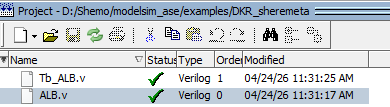 Project - D:/Shemo/modelsim_ase/examples/DKR_sheremeta
Name Status Type Order Modified
Tb_ALB.v Verilog 1 04/24/26 11:31:25 AM
ALB.v Verilog 0 04/24/26 11:31:17 AM